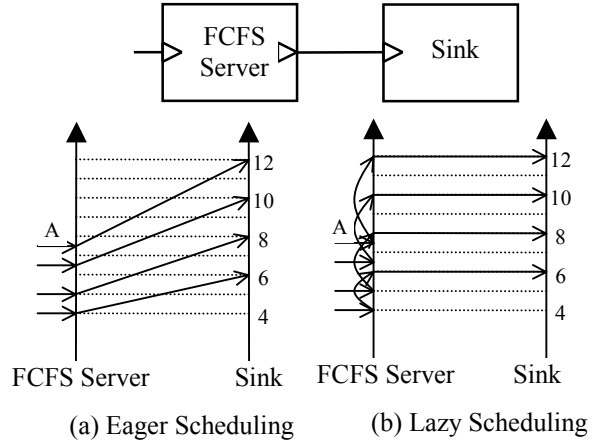 FCFS
Server
Sink
12
10
A
8
6
4
FCFS Server
Sink
(a) Eager Scheduling
12
10
A
8
6
4
FCFS Server
Sink
(b) Lazy Scheduling